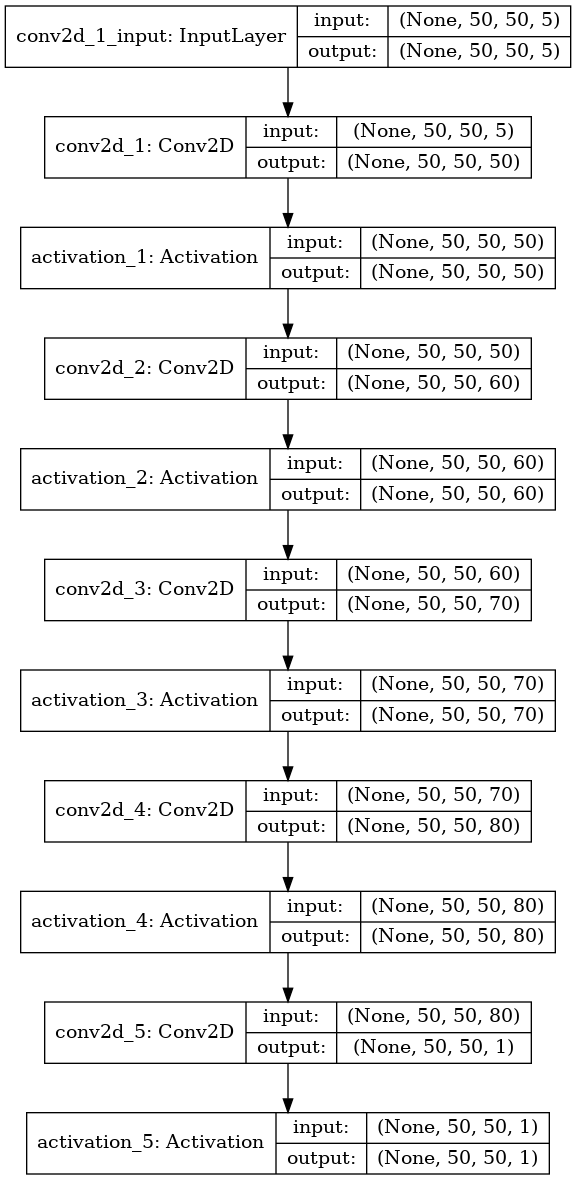 conv2d_1_input: InputLayer input: (None, 50, 50, 5)
output: (None, 50, 50, 5)
conv2d_1: Conv2D input: (None, 50, 50, 5)
output: (None, 50, 50, 50)
activation_1: Activation input: (None, 50, 50, 50)
output: (None, 50, 50, 50)
conv2d_2: Conv2D input: (None, 50, 50, 50)
output: (None, 50, 50, 60)
activation_2: Activation input: (None, 50, 50, 60)
output: (None, 50, 50, 60)
conv2d_3: Conv2D input: (None, 50, 50, 60)
output: (None, 50, 50, 70)
activation_3: Activation input: (None, 50, 50, 70)
output: (None, 50, 50, 70)
conv2d_4: Conv2D input: (None, 50, 50, 70)
output: (None, 50, 50, 80)
activation_4: Activation input: (None, 50, 50, 80)
output: (None, 50, 50, 80)
conv2d_5: Conv2D input: (None, 50, 50, 80)
output: (None, 50, 50, 1)
activation_5: Activation input: (None, 50, 50, 1)
output: (None, 50, 50, 1)